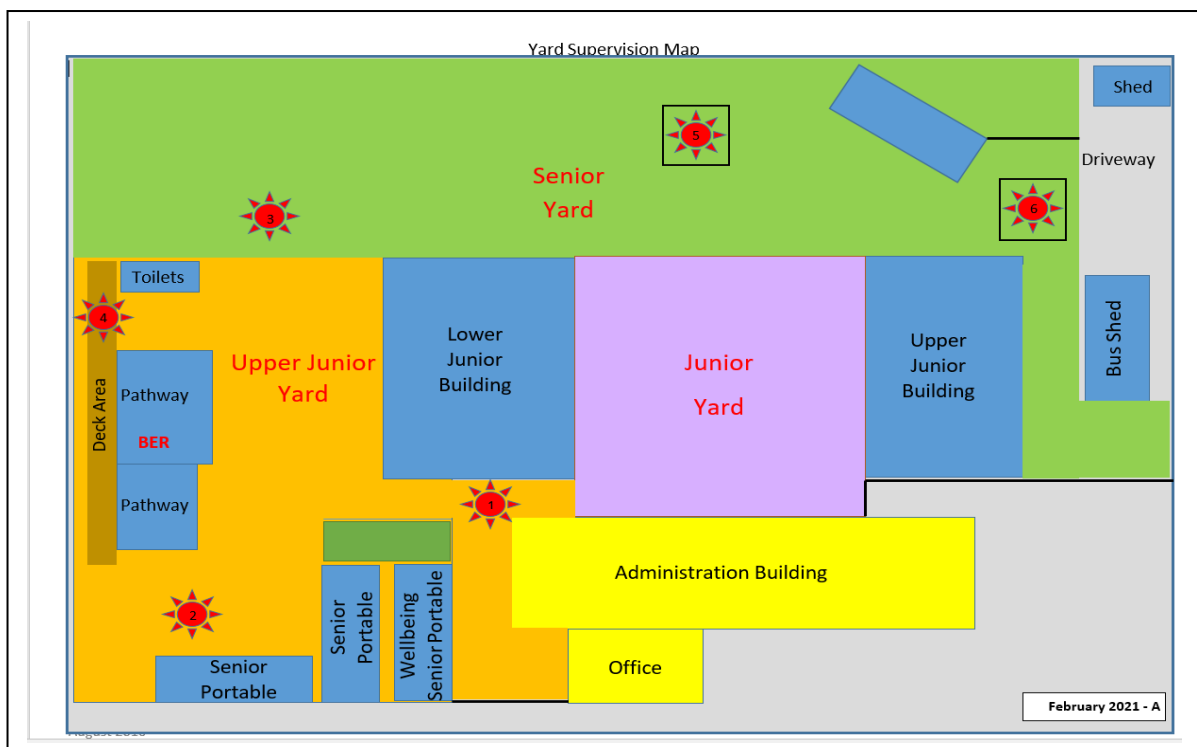 Yard Supervision Map
Shed
5
Driveway
Senior
Yard
6
3
Toilets
4
Lower
Junior
Building
Upper
Junior
Building
Bus Shed
Upper Junior
Yard
Junior
Yard
Deck Area
Pathway
BER
Pathway
1
Administration Building
Senior
Portable
Wellbeing
Senior Portable
2
Senior
Portable
Office
February 2021 - A